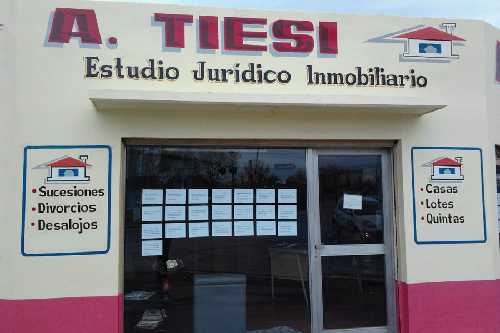 A. TIESI
Estudio Jurídico Inmobiliario
• Sucesiones
• Divorcios
• Desalojos
• Casas
• Lotes
• Quintas